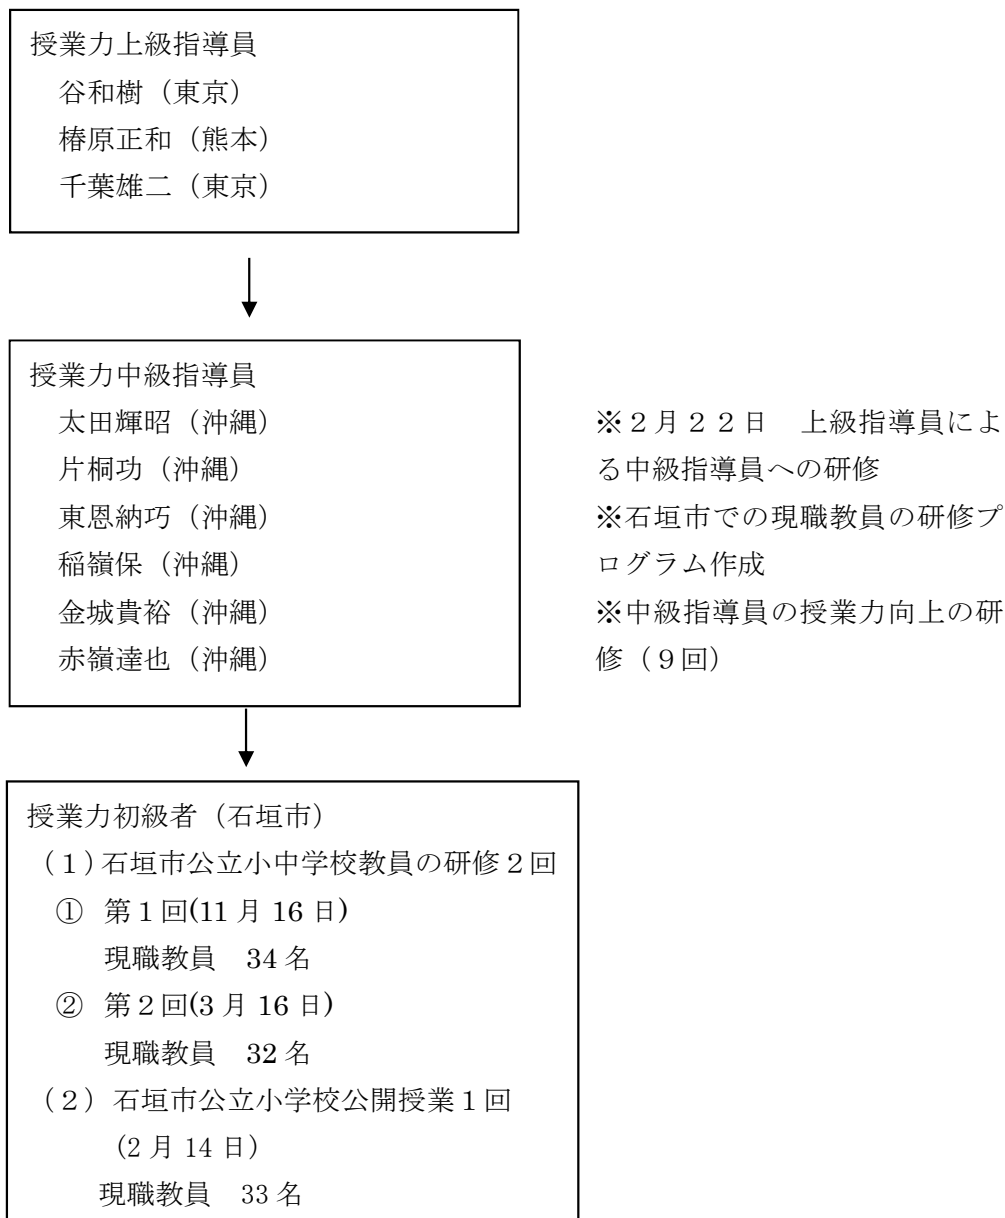 授業力上級指導員
谷和樹（東京）
椿原正和（熊本）
千葉雄二（東京）
授業力中級指導員
太田輝昭（沖縄）
片桐功（沖縄）
東恩納巧（沖縄）
稲嶺保（沖縄）
金城貴裕（沖縄）
赤嶺達也（沖縄）
※２月２２日　上級指導員によ
る中級指導員への研修
※石垣市での現職教員の研修プ
ログラム作成
※中級指導員の授業力向上の研
修（９回）
授業力初級者（石垣市）
（１）石垣市公立小中学校教員の研修２回
① 第１回(11 月 16 日)
現職教員　34 名
② 第２回(3 月 16 日)
現職教員　32 名
（２）石垣市公立小学校公開授業１回
（2 月 14 日）
現職教員　33 名